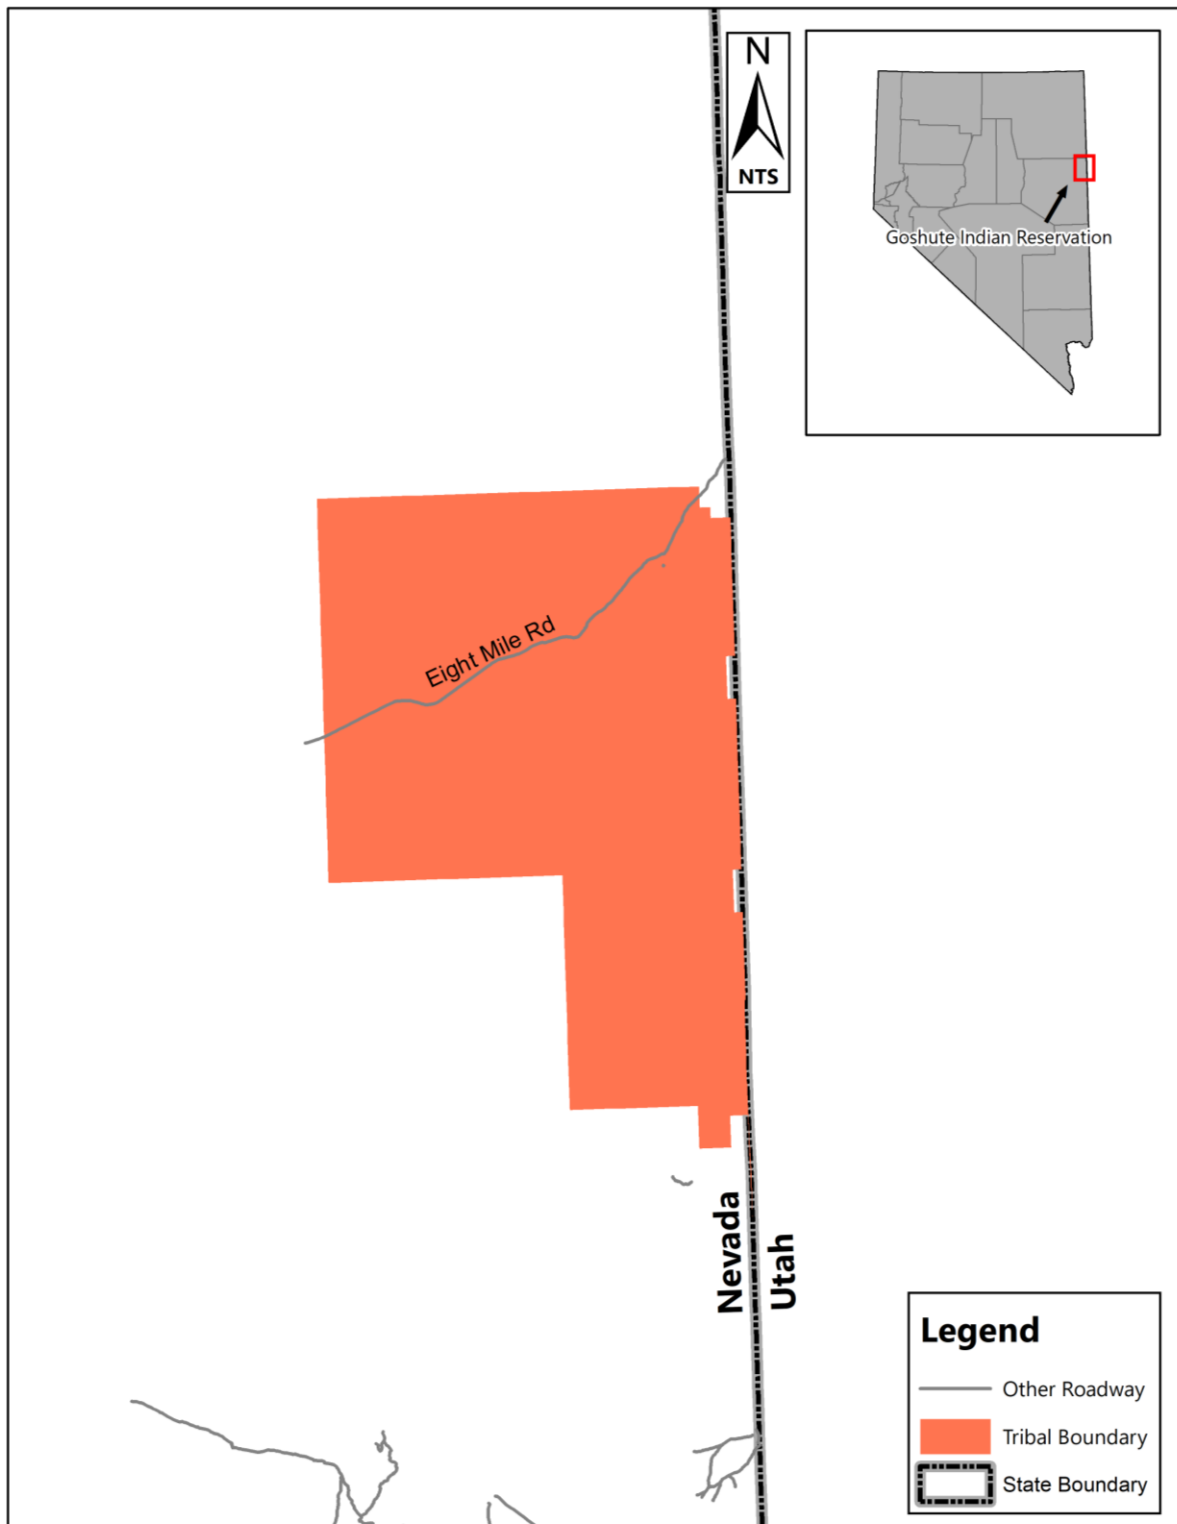 N
NTS
Goshute Indian Reservation
Eight Mile Rd
Nevada
Utah
Legend
Other Roadway
Tribal Boundary
State Boundary